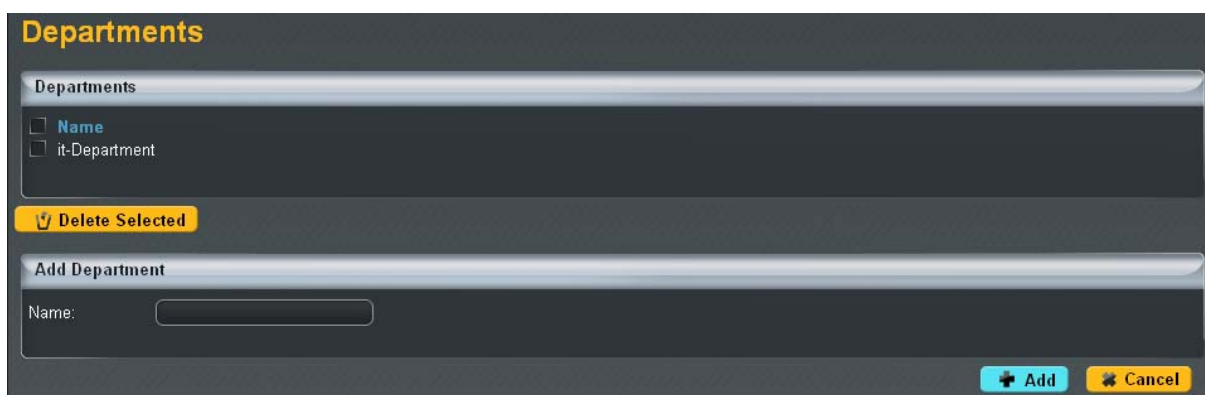 Departments
Departments
Name
it-Department
Delete Selected
Add Department
Name:
Add Cancel